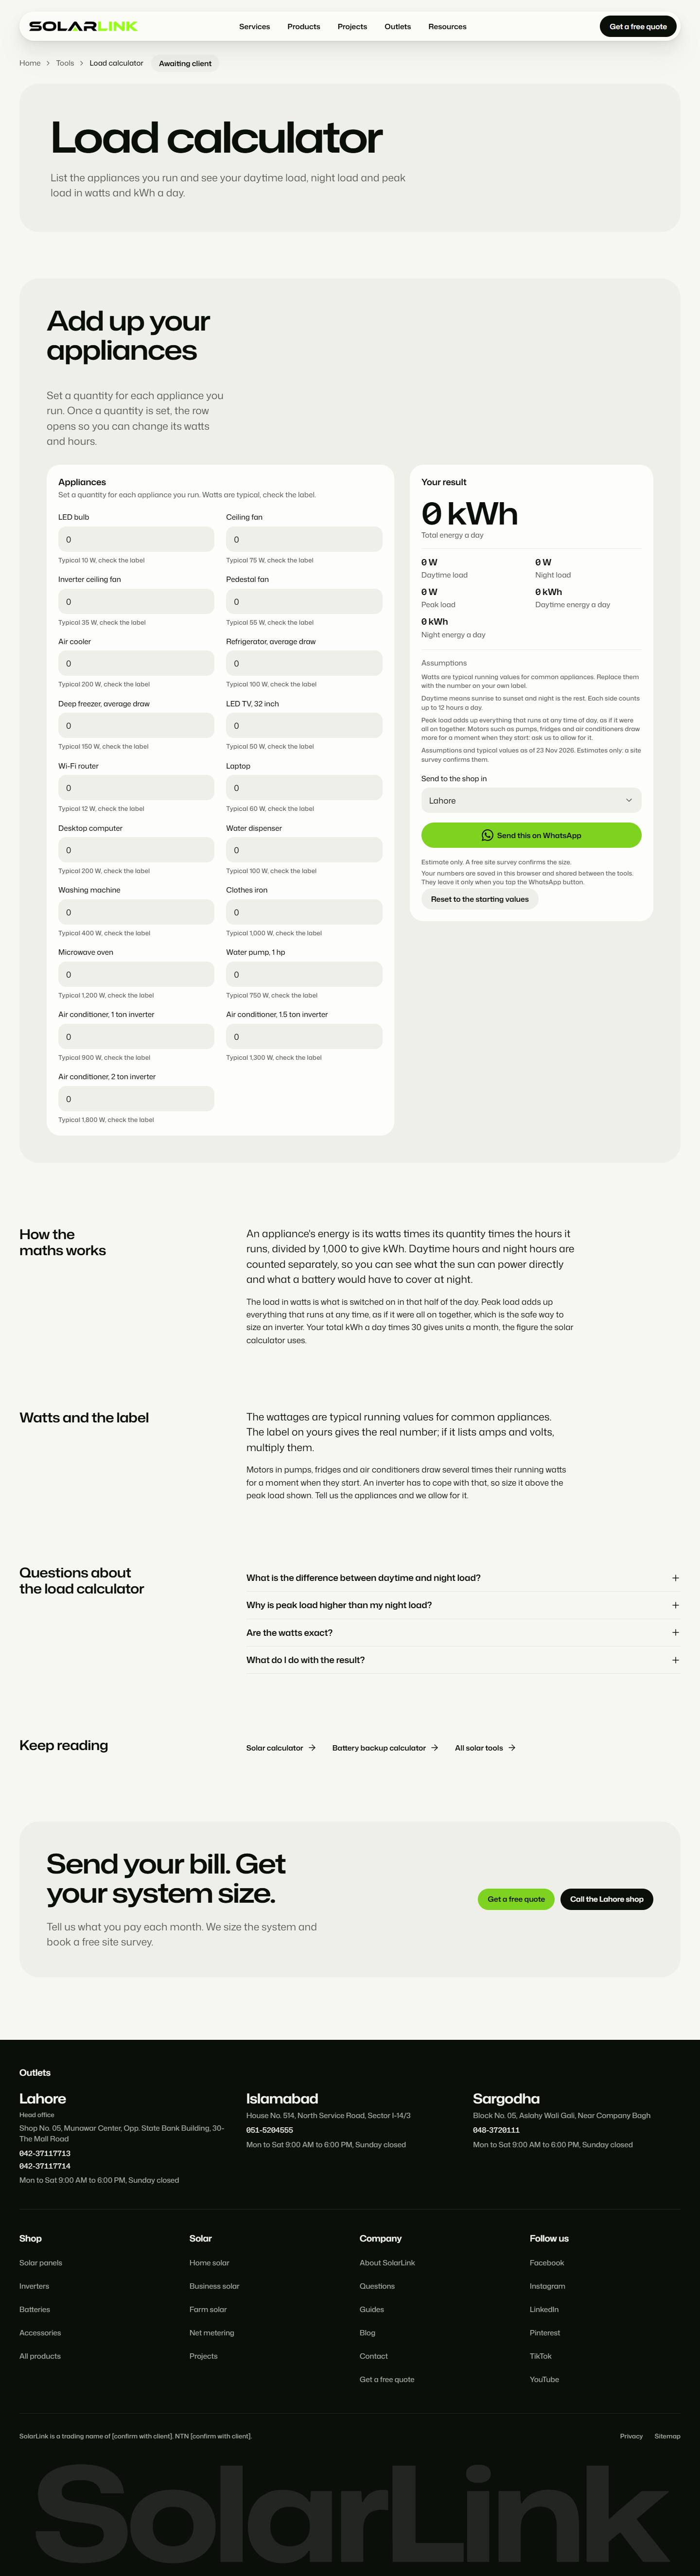 SOLARLINK
Services
Products
Projects
Outlets
Resources
Get a free quote
Home
Tools
Load calculator
Awaiting client
Load calculator
List the appliances you run and see your daytime load, night load and peak
load in watts and kWh a day.
Add up your
appliances
Set a quantity for each appliance you
run. Once a quantity is set, the row
opens so you can change its watts
and hours.
Appliances
Set a quantity for each appliance you run. Watts are typical, check the label.
LED bulb
0
Typical 10 W, check the label
Ceiling fan
0
Typical 75 W, check the label
Inverter ceiling fan
0
Typical 35 W, check the label
Pedestal fan
0
Typical 55 W, check the label
Air cooler
0
Typical 200 W, check the label
Refrigerator, average draw
0
Typical 100 W, check the label
Deep freezer, average draw
0
Typical 150 W, check the label
LED TV, 32 inch
0
Typical 50 W, check the label
Wi-Fi router
0
Typical 12 W, check the label
Laptop
0
Typical 60 W, check the label
Desktop computer
0
Typical 200 W, check the label
Water dispenser
0
Typical 100 W, check the label
Washing machine
0
Typical 400 W, check the label
Clothes iron
0
Typical 1,000 W, check the label
Microwave oven
0
Typical 1,200 W, check the label
Water pump, 1 hp
0
Typical 750 W, check the label
Air conditioner, 1 ton inverter
0
Typical 900 W, check the label
Air conditioner, 1.5 ton inverter
0
Typical 1,300 W, check the label
Air conditioner, 2 ton inverter
0
Typical 1,800 W, check the label
Your result
0 kWh
Total energy a day
0 W
Daytime load
0 W
Night load
0 W
Peak load
0 kWh
Daytime energy a day
0 kWh
Night energy a day
Assumptions
Watts are typical running values for common appliances. Replace them
with the number on your own label.
Daytime means sunrise to sunset and night is the rest. Each side counts
up to 12 hours a day.
Peak load adds up everything that runs at any time of day, as if it were
all on together. Motors such as pumps, fridges and air conditioners draw
more for a moment when they start: ask us to allow for it.
Assumptions and typical values as of 23 Nov 2026. Estimates only: a site
survey confirms them.
Send to the shop in
Lahore
Send this on WhatsApp
Estimate only. A free site survey confirms the size.
Your numbers are saved in this browser and shared between the tools.
They leave it only when you tap the WhatsApp button.
Reset to the starting values
How the
maths works
An appliance's energy is its watts times its quantity times the hours it
runs, divided by 1,000 to give kWh. Daytime hours and night hours are
counted separately, so you can see what the sun can power directly
and what a battery would have to cover at night.
The load in watts is what is switched on in that half of the day. Peak load adds up
everything that runs at any time, as if it were all on together, which is the safe way to
size an inverter. Your total kWh a day times 30 gives units a month, the figure the solar
calculator uses.
Watts and the label
The wattages are typical running values for common appliances.
The label on yours gives the real number; if it lists amps and volts,
multiply them.
Motors in pumps, fridges and air conditioners draw several times their running watts
for a moment when they start. An inverter has to cope with that, so size it above the
peak load shown. Tell us the appliances and we allow for it.
Questions about
the load calculator
What is the difference between daytime and night load?
Why is peak load higher than my night load?
Are the watts exact?
What do I do with the result?
Keep reading
Solar calculator
Battery backup calculator
All solar tools
Send your bill. Get
your system size.
Tell us what you pay each month. We size the system and
book a free site survey.
Get a free quote
Call the Lahore shop
Outlets
Lahore
Head office
Shop No. 05, Munawar Center, Opp. State Bank Building, 30-
The Mall Road
042-37117713
042-37117714
Mon to Sat 9:00 AM to 6:00 PM, Sunday closed
Islamabad
House No. 514, North Service Road, Sector I-14/3
051-5204555
Mon to Sat 9:00 AM to 6:00 PM, Sunday closed
Sargodha
Block No. 05, Aslahy Wali Gali, Near Company Bagh
048-3720111
Mon to Sat 9:00 AM to 6:00 PM, Sunday closed
Shop
Solar panels
Inverters
Batteries
Accessories
All products
Solar
Home solar
Business solar
Farm solar
Net metering
Projects
Company
About SolarLink
Questions
Guides
Blog
Contact
Get a free quote
Follow us
Facebook
Instagram
LinkedIn
Pinterest
TikTok
YouTube
SolarLink is a trading name of [confirm with client]. NTN [confirm with client].
Privacy
Sitemap
SolarLink